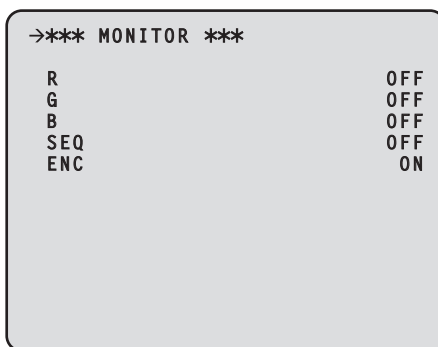 →*** MONITOR ***
R OFF
G OFF
B OFF
SEQ OFF
ENC ON